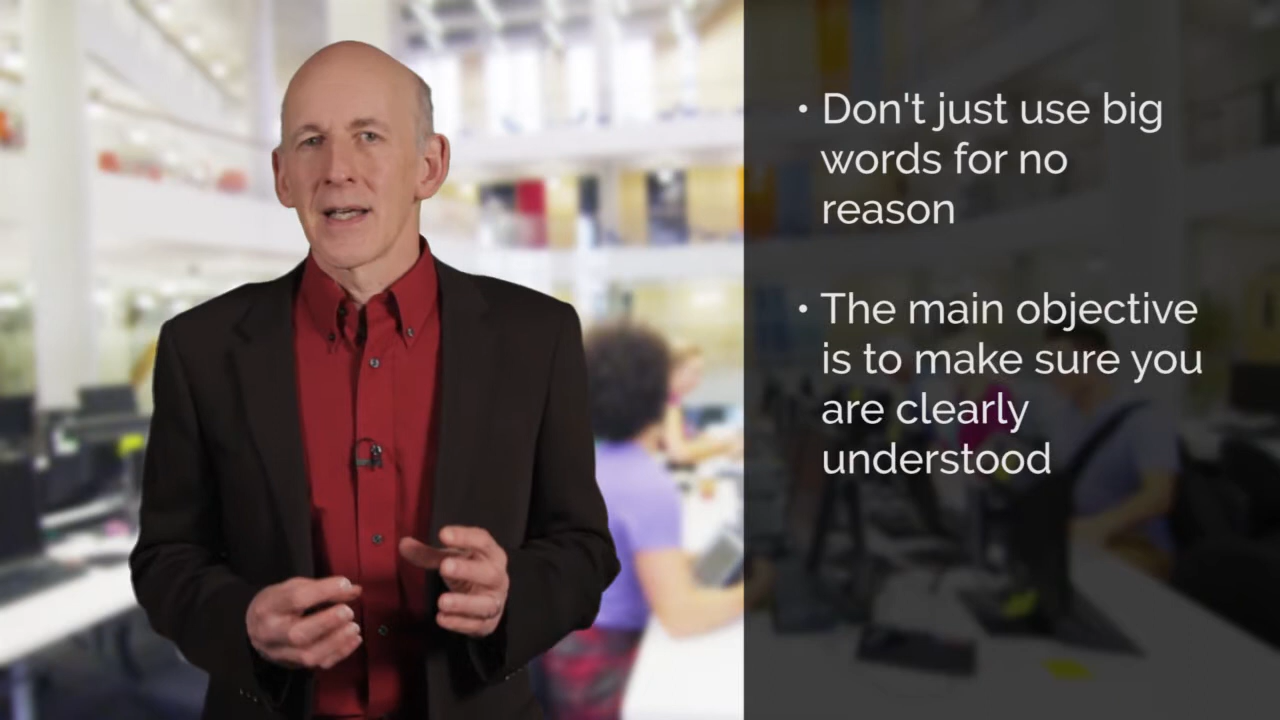 • Don't just use big
words for no
reason
• The main objective
is to make sure you
are clearly
understood